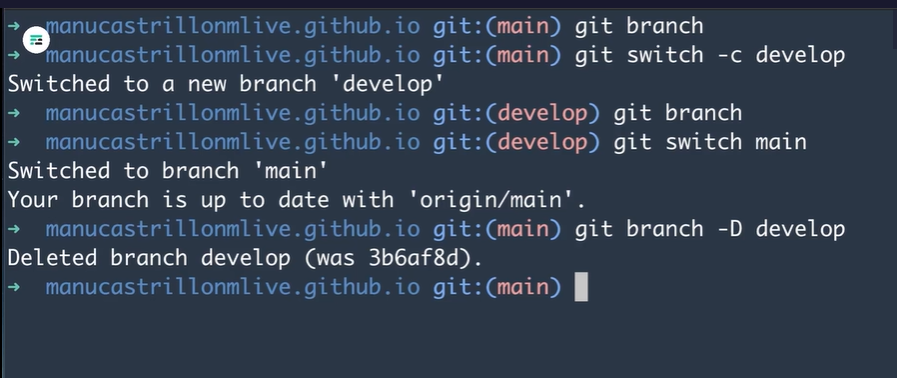 → manucastrillonmlive.github.io git:(main) git branch
→ manucastrillonmlive.github.io git:(main) git switch -c develop
Switched to a new branch 'develop'
→ manucastrillonmlive.github.io git:(develop) git branch
→ manucastrillonmlive.github.io git:(develop) git switch main
Switched to branch 'main'
Your branch is up to date with 'origin/main'.
→ manucastrillonmlive.github.io git:(main) git branch -D develop
Deleted branch develop (was 3b6af8d).
→ manucastrillonmlive.github.io git:(main)